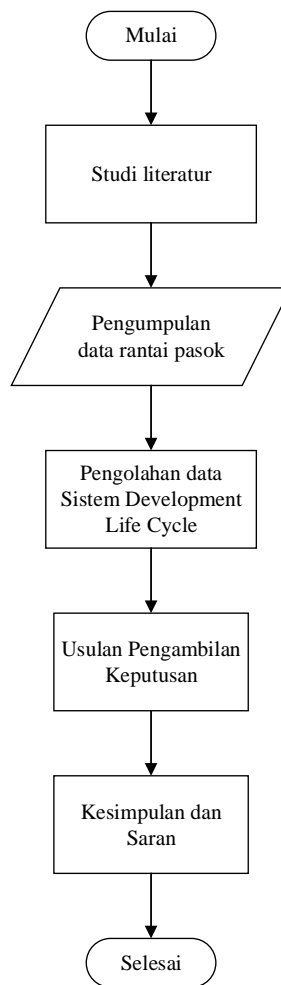 Mulai
Studi literatur
Pengumpulan
data rantai pasok
Pengolahan data
Sistem Development
Life Cycle
Usulan Pengambilan
Keputusan
Kesimpulan dan
Saran
Selesai